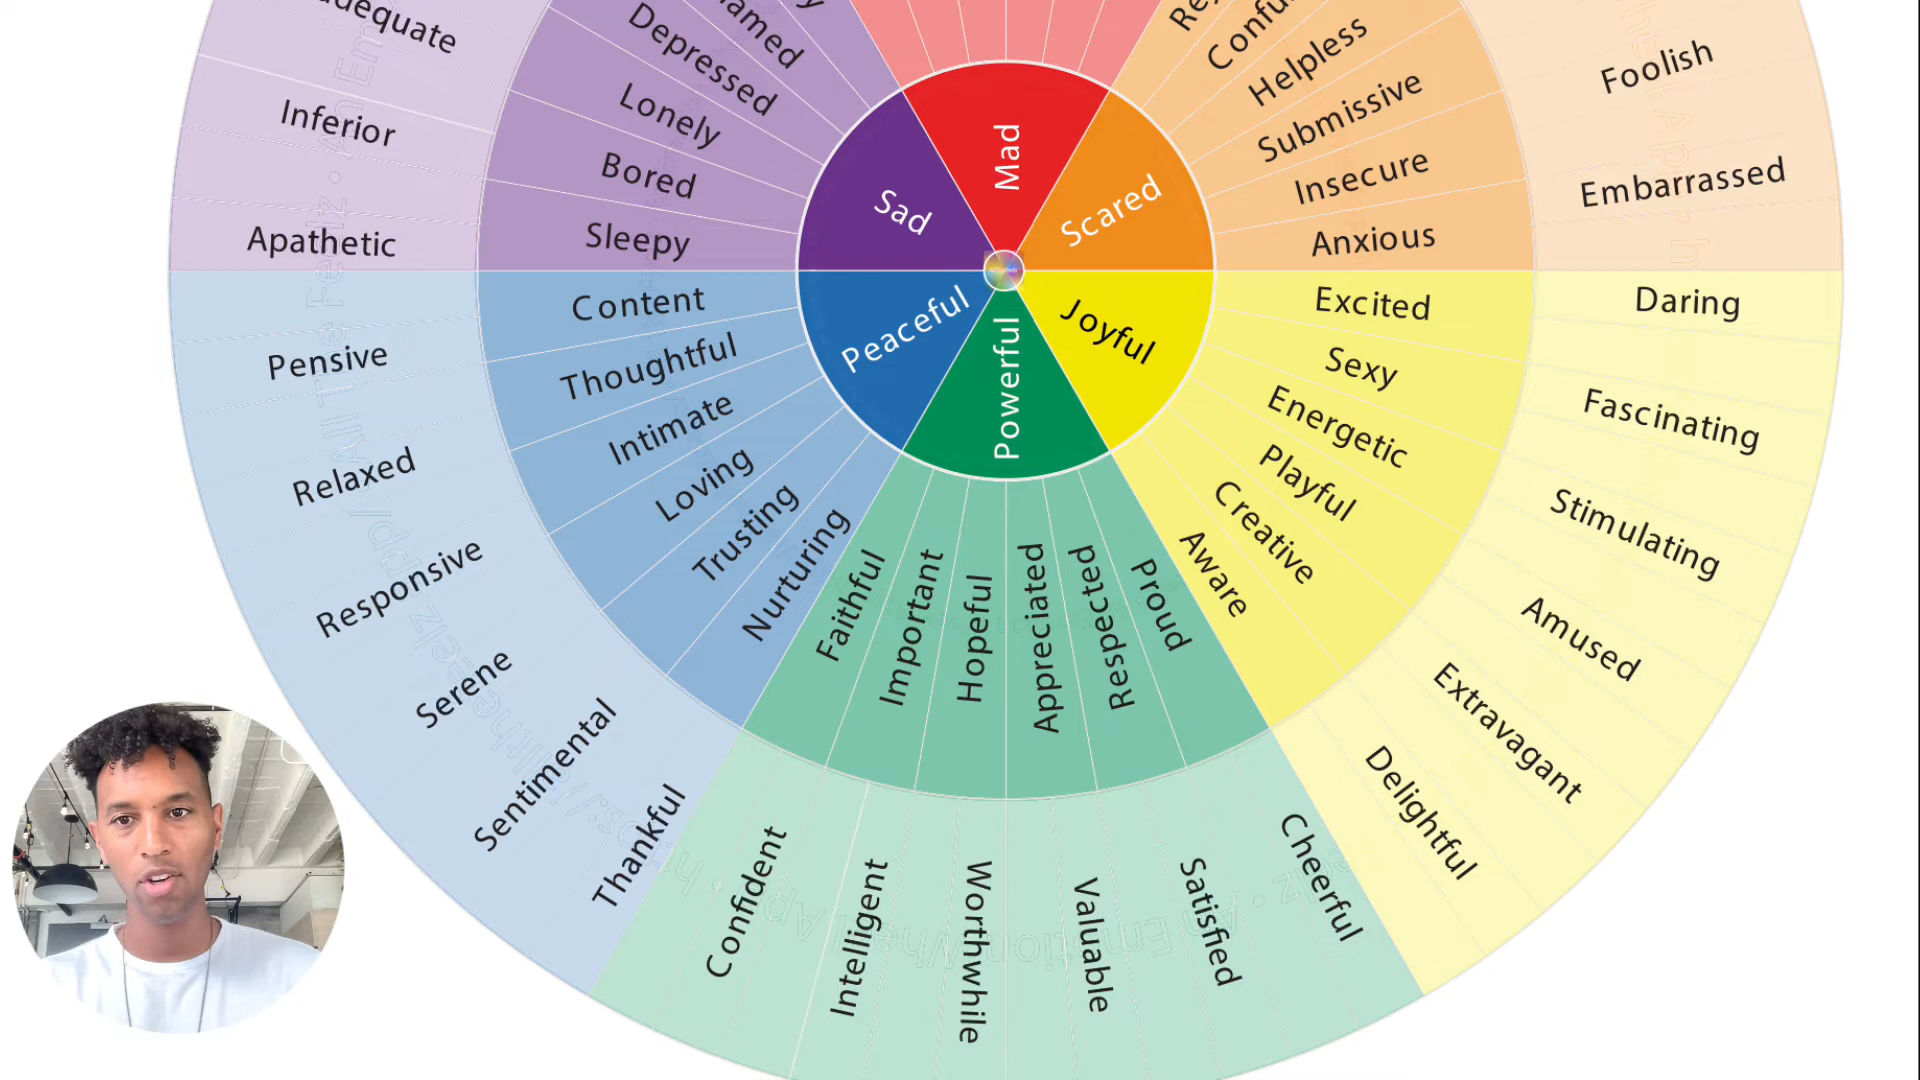 Mad
Sad
Scared
Peaceful
Joyful
Powerful
Depressed
Lonely
Bored
Sleepy
Inferior
Apathetic
Helpless
Submissive
Insecure
Anxious
Foolish
Embarrassed
Content
Thoughtful
Intimate
Loving
Trusting
Nurturing
Pensive
Relaxed
Responsive
Serene
Sentimental
Thankful
Faithful
Important
Hopeful
Appreciated
Respected
Proud
Confident
Intelligent
Worthwhile
Valuable
Satisfied
Cheerful
Excited
Sexy
Energetic
Playful
Creative
Aware
Daring
Fascinating
Stimulating
Amused
Extravagant
Delightful